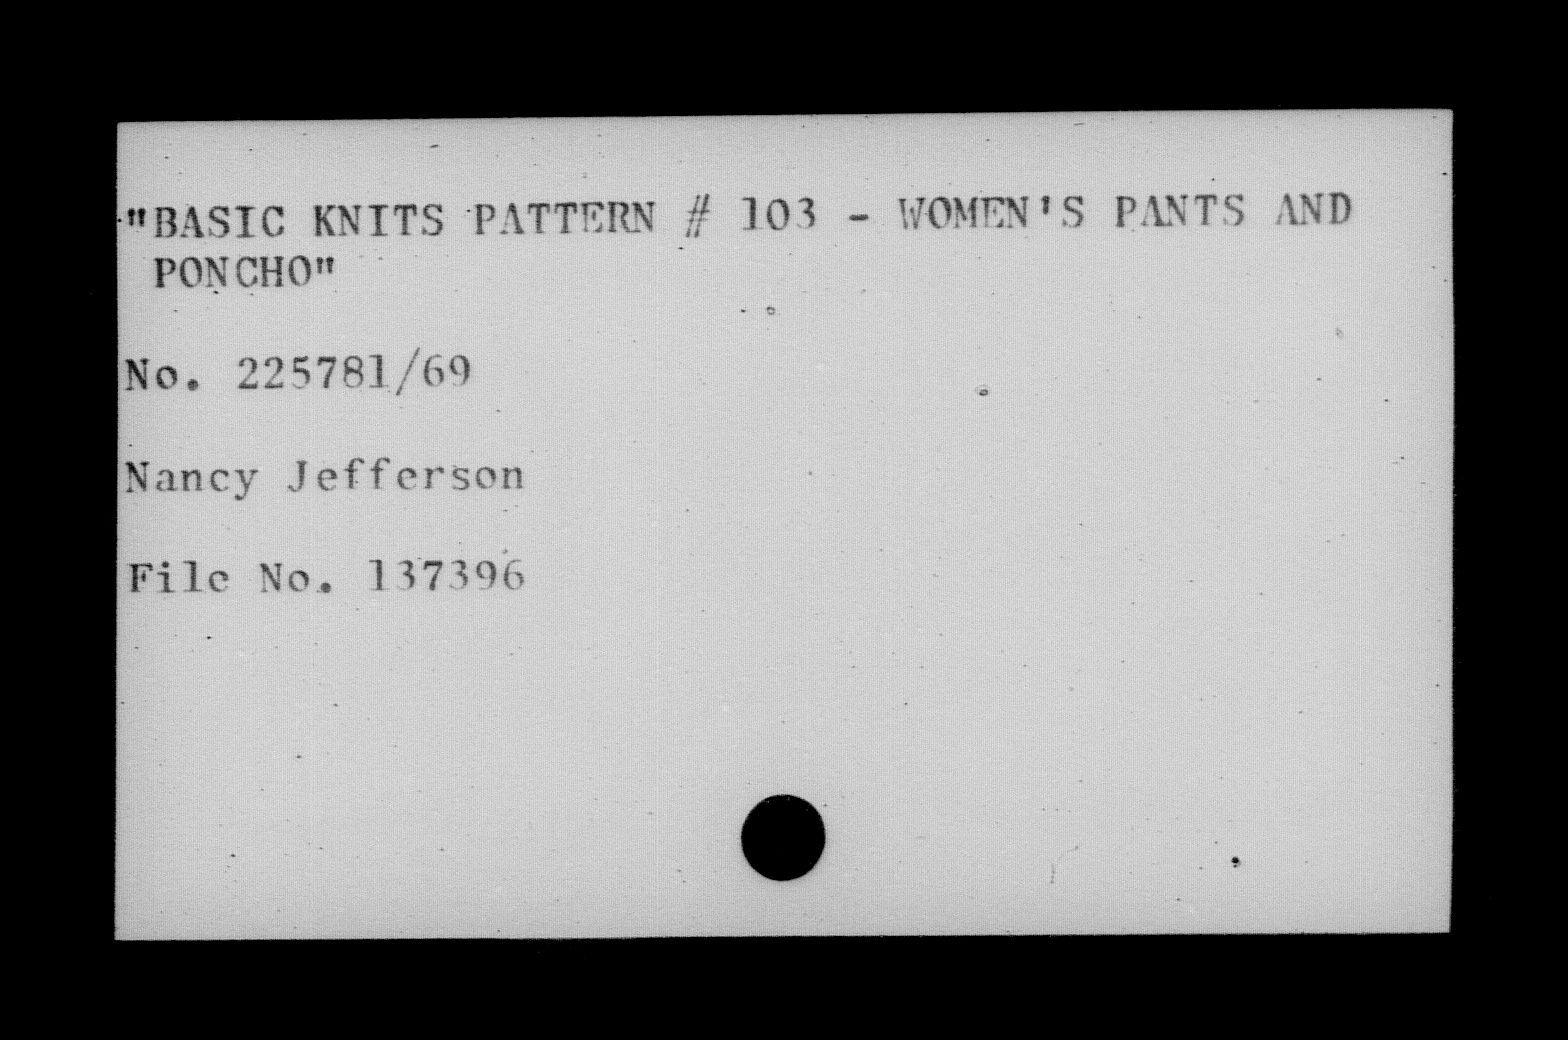 "BASIC KNITS PATTERN # 103 - WOMEN'S PANTS AND
PONCHO"
No. 225781/69
Nancy Jefferson
File No. 137396